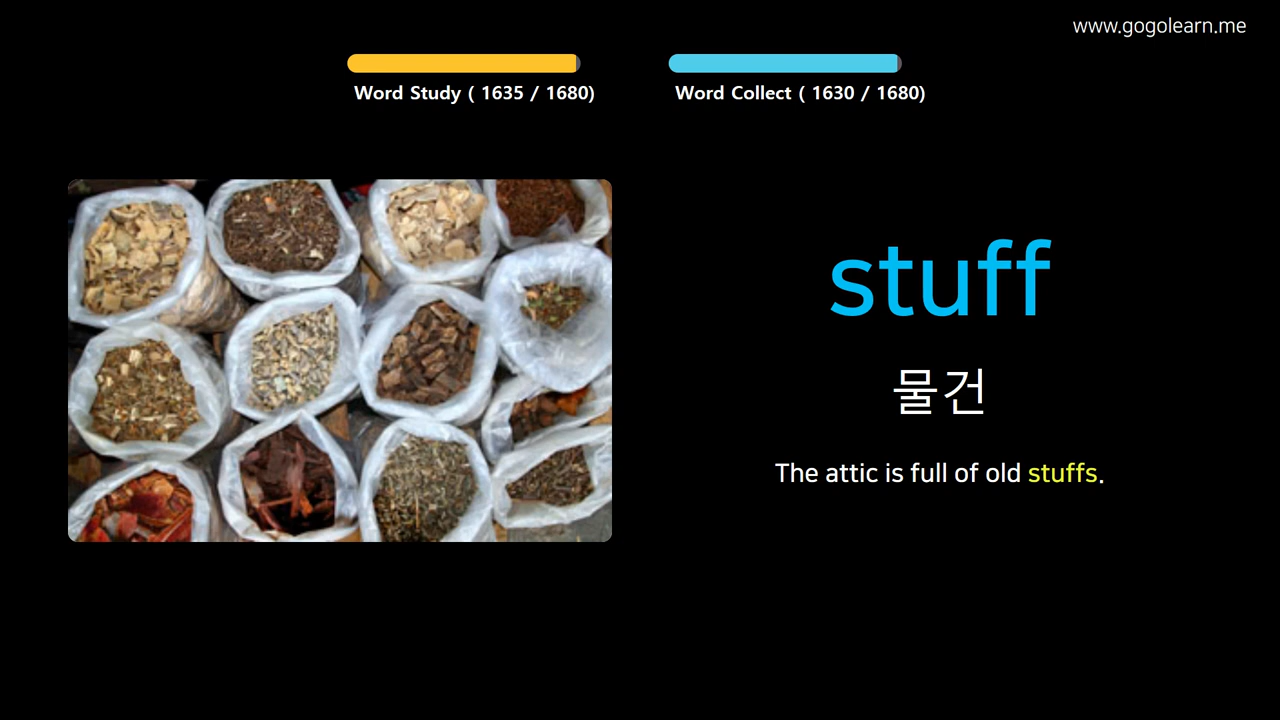 www.gogolearn.me
Word Study ( 1635 / 1680)
Word Collect ( 1630 / 1680)
stuff
물건
The attic is full of old stuffs.